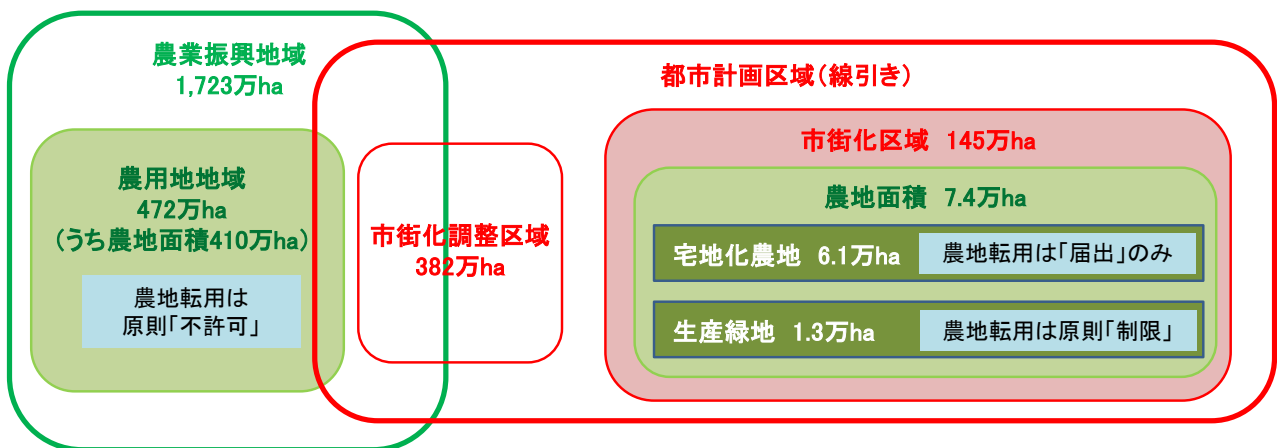 農業振興地域
1,723万ha
農用地地域
472万ha
(うち農地面積410万ha)
農地転用は
原則「不許可」
都市計画区域(線引き)
市街化調整区域
382万ha
市街化区域 145万ha
農地面積 7.4万ha
宅地化農地 6.1万ha
農地転用は「届出」のみ
生産緑地 1.3万ha
農地転用は原則「制限」